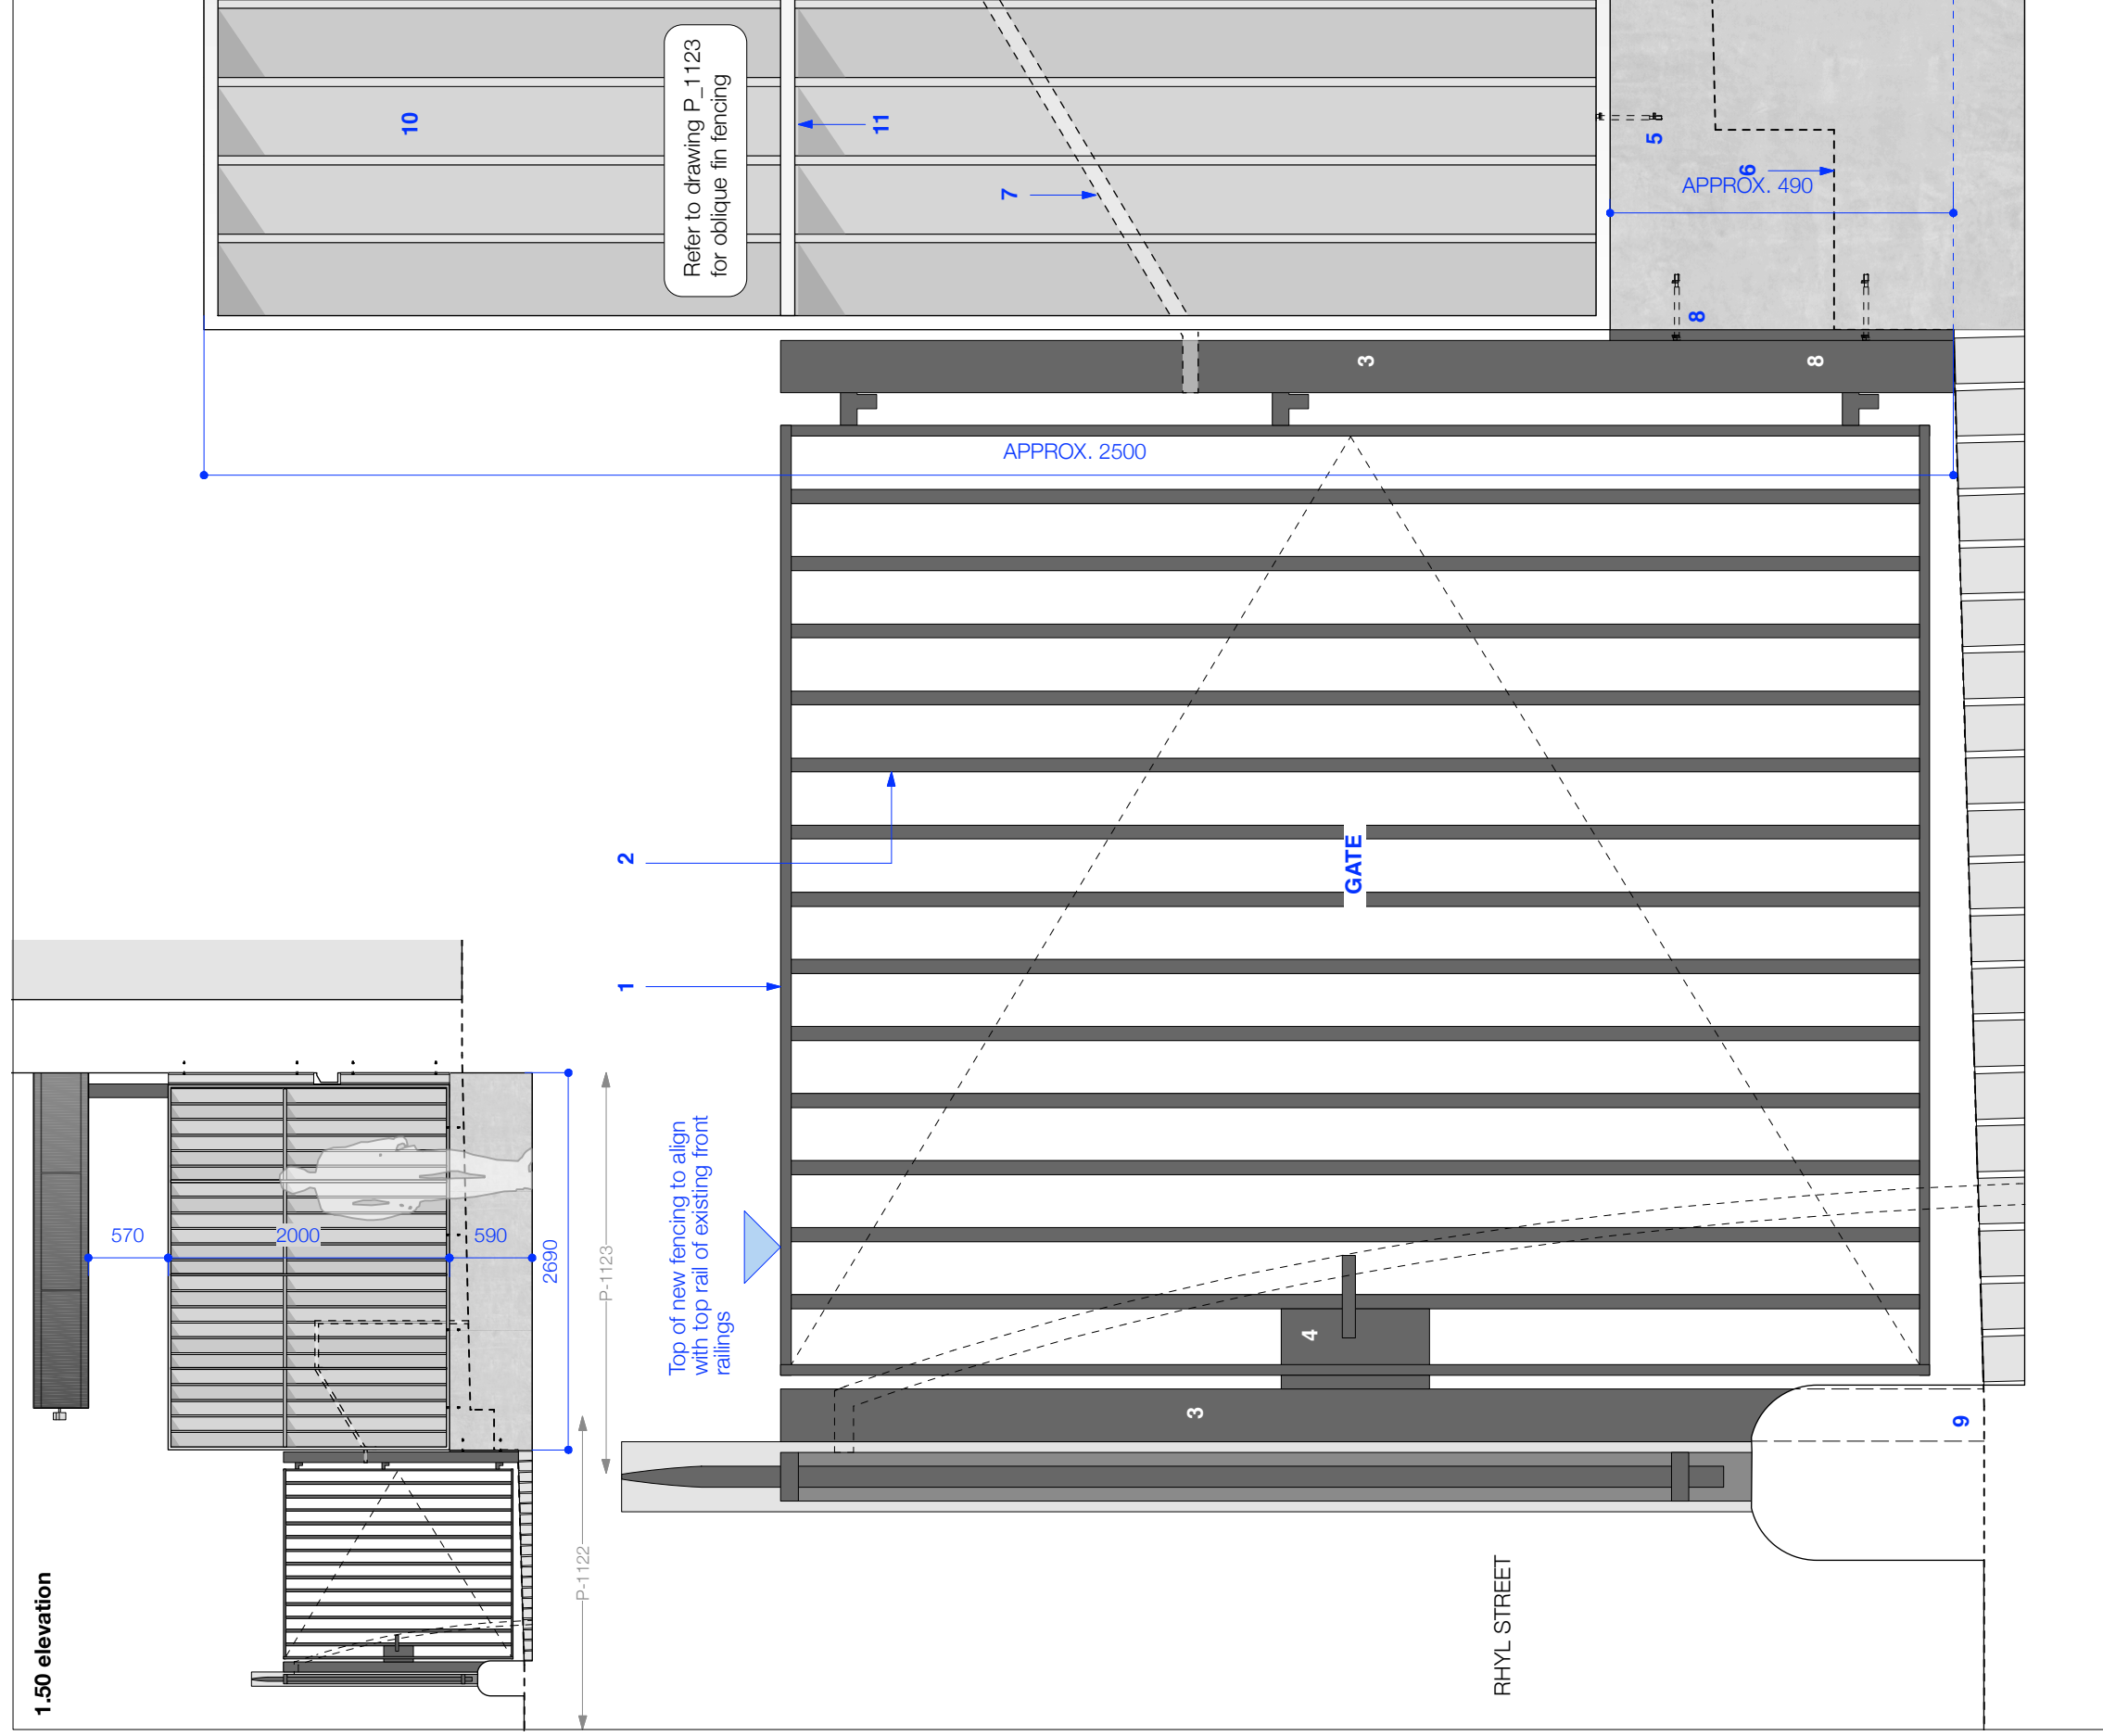 1.50 elevation
570
2000
590
2690
P-1123
P-1122
Top of new fencing to align
with top rail of existing front
railings
1
2
10
Refer to drawing P_1123
for oblique fin fencing
11
7
5
6
APPROX. 490
8
3
8
APPROX. 2500
GATE
4
3
9
RHYL STREET